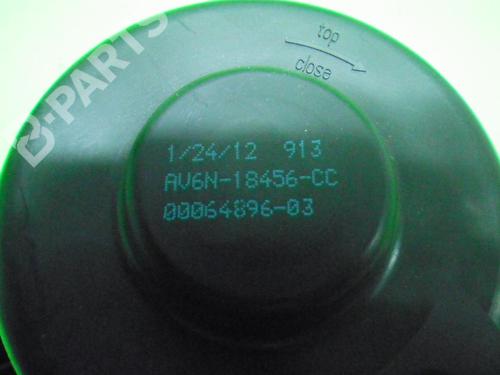 B-PARTS
top
close
1/24/12 913
AV6N-18456-CC
00064896-03